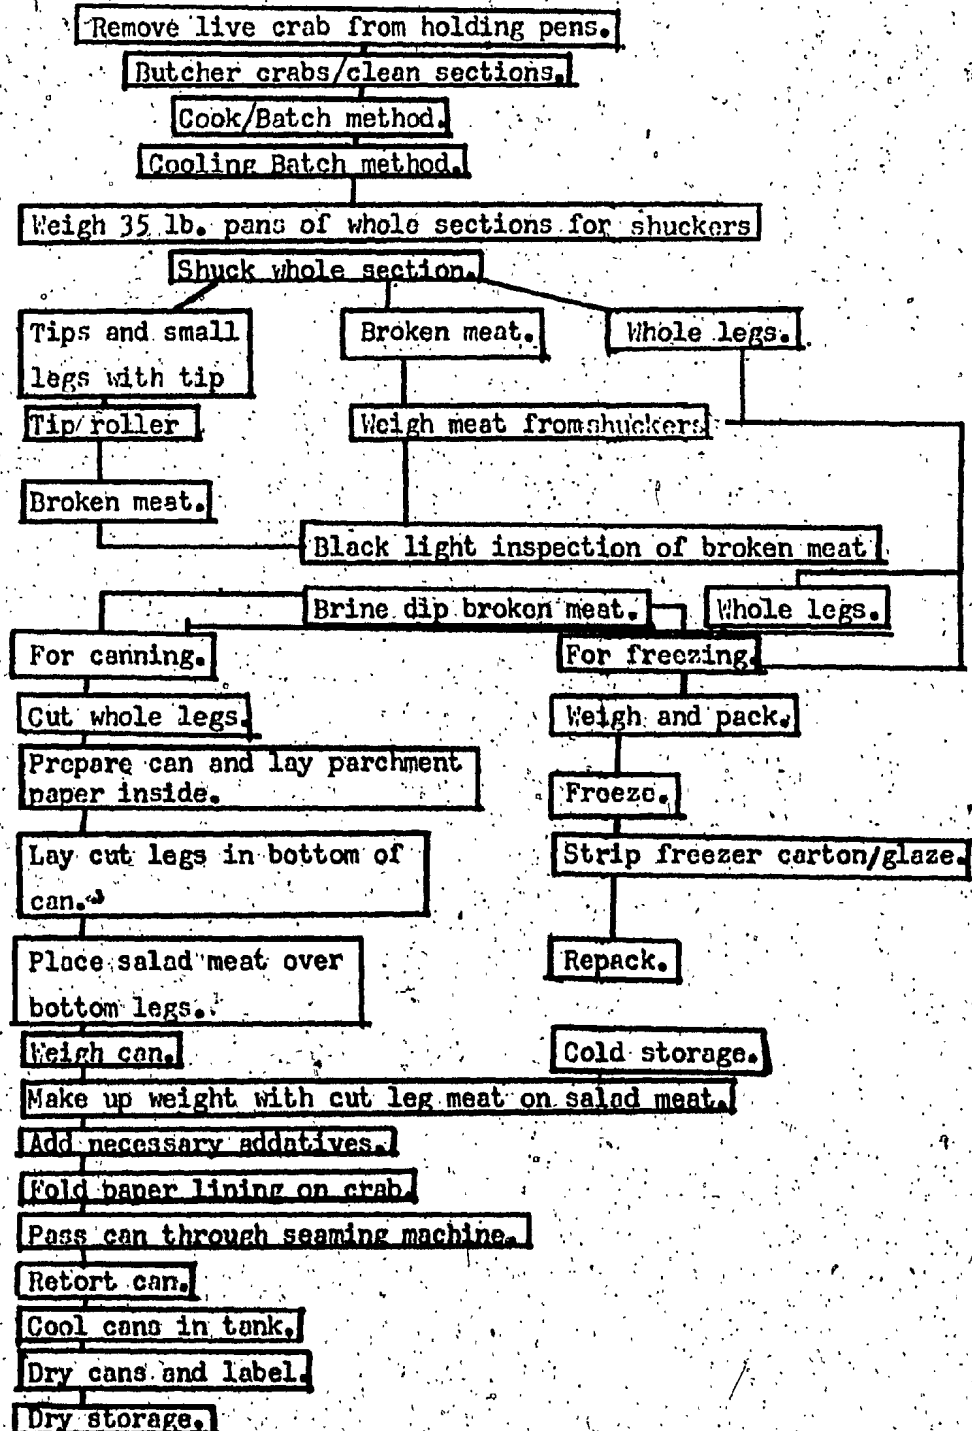 Remove live crab from holding pens.
Butcher crabs/clean sections.
Cook/Batch method.
Cooling Batch method.
Weigh 35 lb. pans of whole sections for shuckers
Shuck whole section.
Tips and small
legs with tip
Broken meat.
Whole legs.
Tip/roller
Weigh meat from shuckers
Broken meat.
Black light inspection of broken meat
Brine dip broken meat.
Whole legs.
For canning.
For freezing.
Cut whole legs.
Weigh and pack.
Prepare can and lay parchment
paper inside.
Freeze.
Lay cut legs in bottom of
can.
Strip freezer carton/glaze.
Place salad meat over
bottom legs.
Repack.
Weigh can.
Cold storage.
Make up weight with cut leg meat on salad meat.
Add necessary addatives.
Fold paper lining on crab.
Pass can through seaming machine.
Retort can.
Cool cans in tank.
Dry cans and label.
Dry storage.